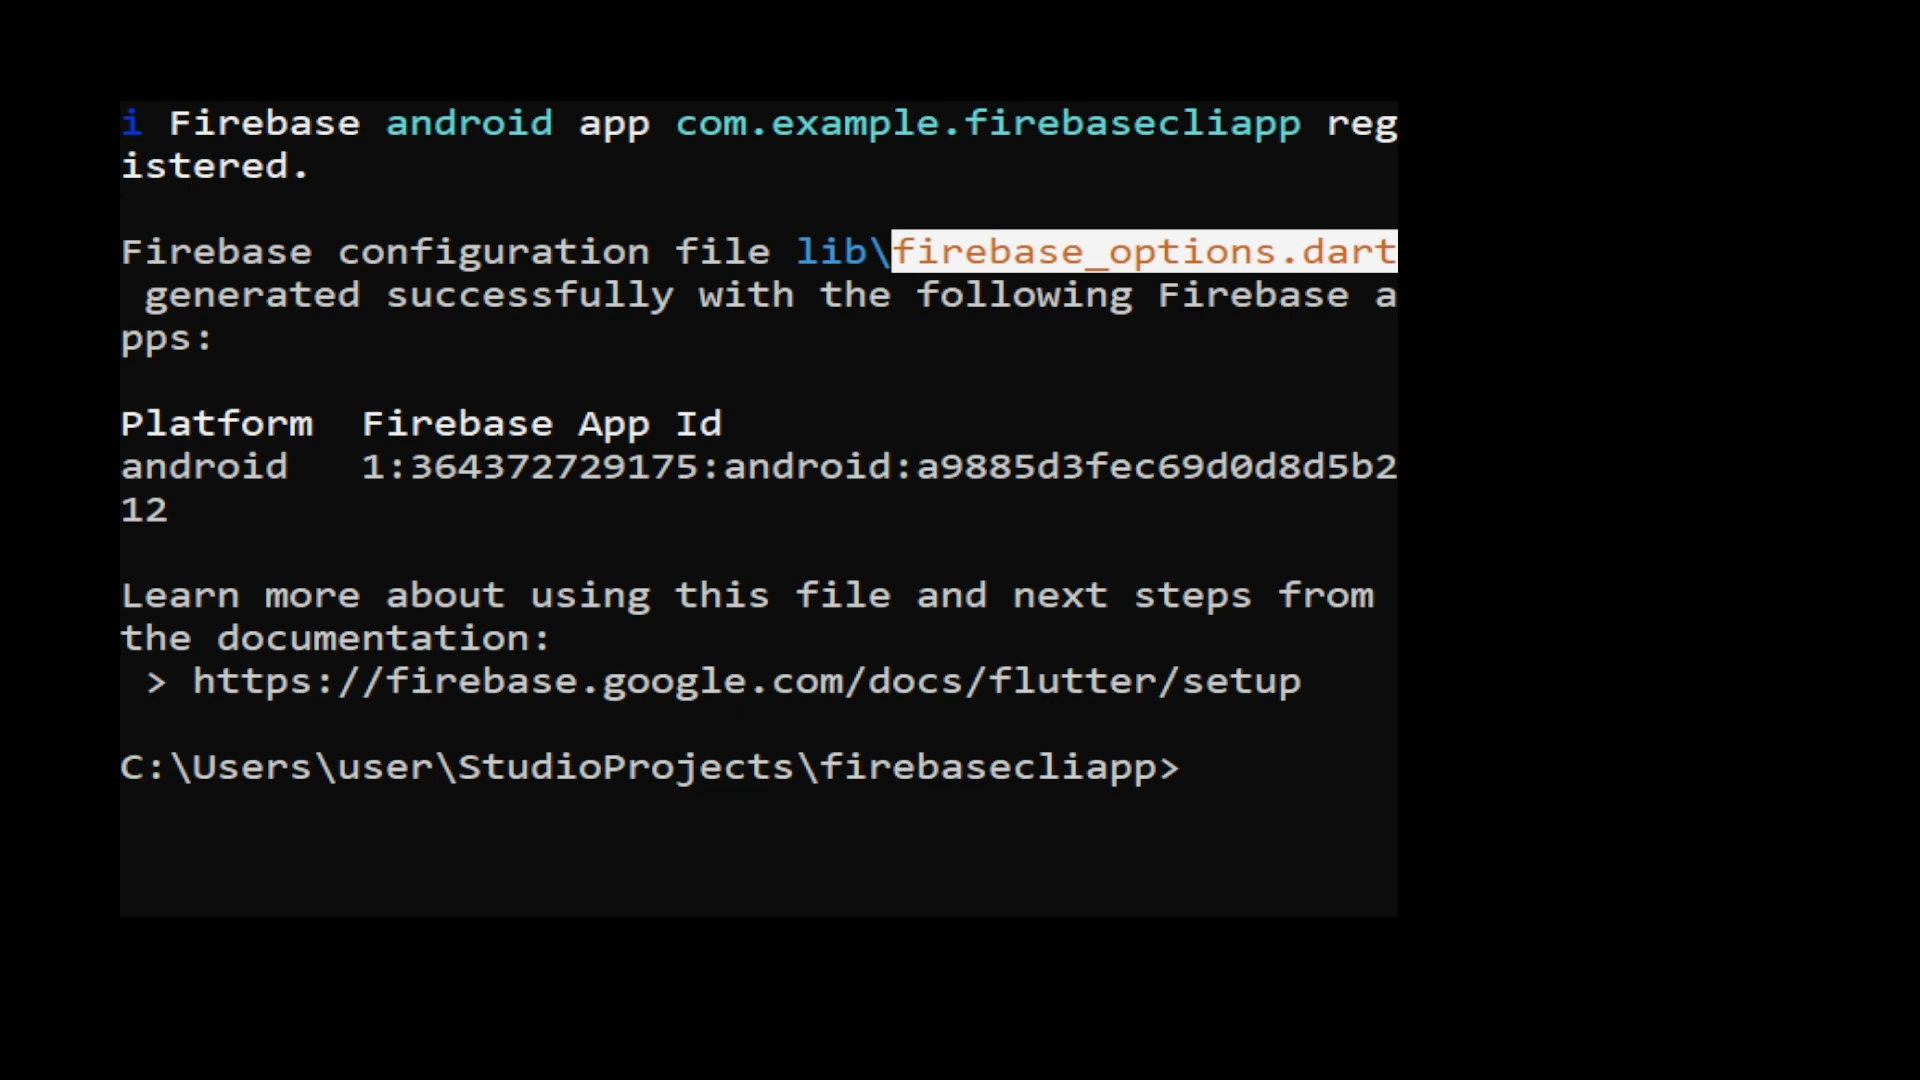 i Firebase android app com.example.firebasecliapp reg
istered.
Firebase configuration file lib\firebase_options.dart
generated successfully with the following Firebase a
pps:
Platform  Firebase App Id
android   1:364372729175:android:a9885d3fec69d0d8d5b2
12
Learn more about using this file and next steps from
the documentation:
> https://firebase.google.com/docs/flutter/setup
C:\Users\user\StudioProjects\firebasecliapp>